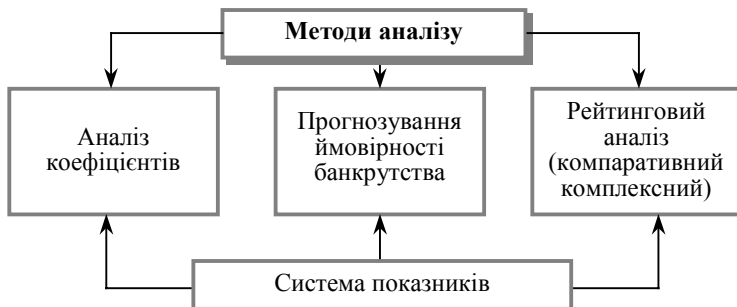 Методи аналізу
Аналіз
коефіцієнтів
Прогнозування
ймовірності
банкрутства
Рейтинговий
аналіз
(компаративний
комплексний)
Система показників